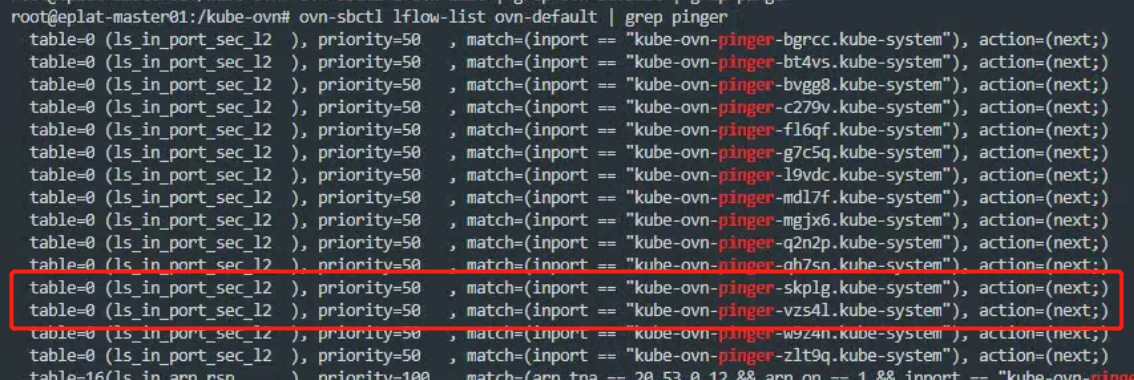 root@eplat-master01:/kube-ovn# ovn-sbctl lflow-list ovn-default | grep pinger
table=0 (ls_in_port_sec_l2  ), priority=50   , match=(inport == "kube-ovn-pinger-bgrcc.kube-system"), action=(next;)
table=0 (ls_in_port_sec_l2  ), priority=50   , match=(inport == "kube-ovn-pinger-bt4vs.kube-system"), action=(next;)
table=0 (ls_in_port_sec_l2  ), priority=50   , match=(inport == "kube-ovn-pinger-bvgg8.kube-system"), action=(next;)
table=0 (ls_in_port_sec_l2  ), priority=50   , match=(inport == "kube-ovn-pinger-c279v.kube-system"), action=(next;)
table=0 (ls_in_port_sec_l2  ), priority=50   , match=(inport == "kube-ovn-pinger-fl6qf.kube-system"), action=(next;)
table=0 (ls_in_port_sec_l2  ), priority=50   , match=(inport == "kube-ovn-pinger-g7c5q.kube-system"), action=(next;)
table=0 (ls_in_port_sec_l2  ), priority=50   , match=(inport == "kube-ovn-pinger-l9vdc.kube-system"), action=(next;)
table=0 (ls_in_port_sec_l2  ), priority=50   , match=(inport == "kube-ovn-pinger-mdl7f.kube-system"), action=(next;)
table=0 (ls_in_port_sec_l2  ), priority=50   , match=(inport == "kube-ovn-pinger-mgjx6.kube-system"), action=(next;)
table=0 (ls_in_port_sec_l2  ), priority=50   , match=(inport == "kube-ovn-pinger-q2n2p.kube-system"), action=(next;)
table=0 (ls_in_port_sec_l2  ), priority=50   , match=(inport == "kube-ovn-pinger-qh7sn.kube-system"), action=(next;)
table=0 (ls_in_port_sec_l2  ), priority=50   , match=(inport == "kube-ovn-pinger-skplg.kube-system"), action=(next;)
table=0 (ls_in_port_sec_l2  ), priority=50   , match=(inport == "kube-ovn-pinger-vzs4l.kube-system"), action=(next;)
table=0 (ls_in_port_sec_l2  ), priority=50   , match=(inport == "kube-ovn-pinger-w9z4n.kube-system"), action=(next;)
table=0 (ls_in_port_sec_l2  ), priority=50   , match=(inport == "kube-ovn-pinger-zlt9q.kube-system"), action=(next;)
table=16(ls_in_arp_rsp      ), priority=100  , match=(arp.tpa == 20.53.0.12 && arp.op == 1 && inport == "kube-ovn-pinge